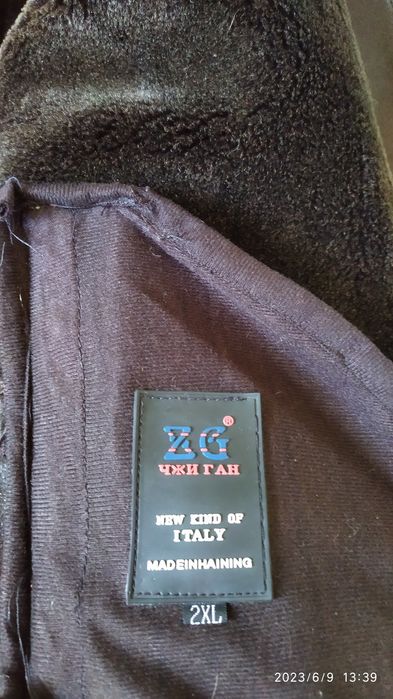 ZG®
ЧЖИ ГАН
NEW KIND OF
ITALY
MADEINHAINING
2XL
2023/6/9 13:39